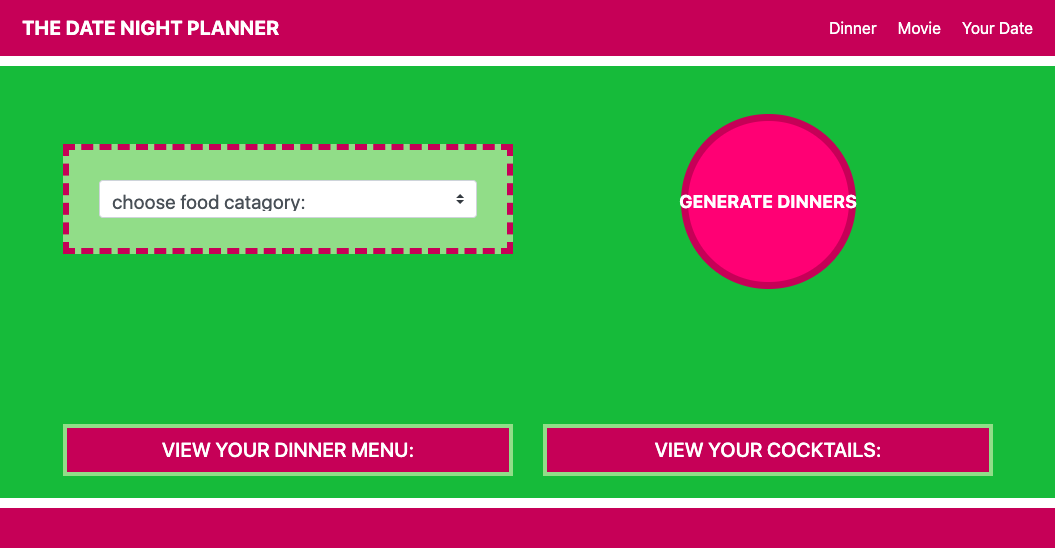 THE DATE NIGHT PLANNER
Dinner Movie Your Date
choose food catagory:
GENERATE DINNERS
VIEW YOUR DINNER MENU:
VIEW YOUR COCKTAILS: